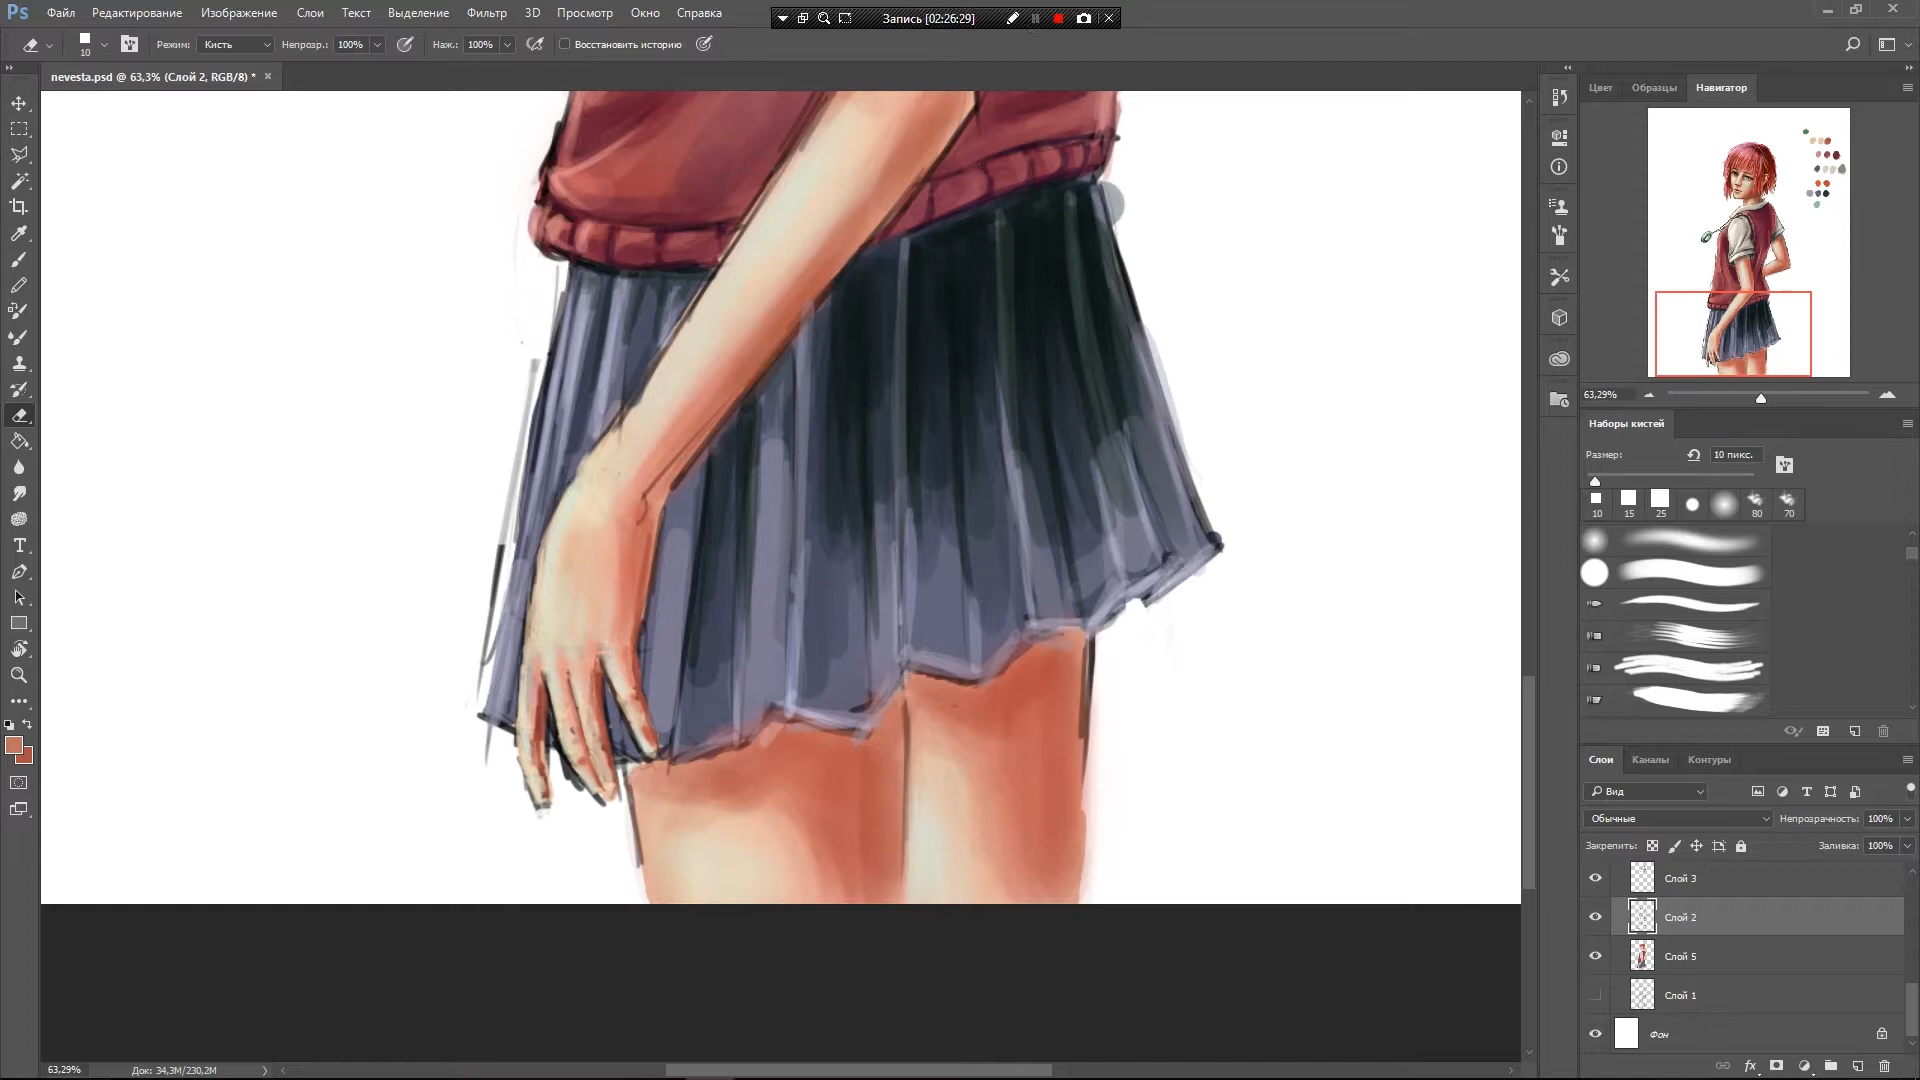 Ps Файл Редактирование Изображение Слои Текст Выделение Фильтр 3D Просмотр Окно Справка
Запись [02:26:29]
10 Режим: Кисть Непрозр.: 100% Наж.: 100% Восстановить историю
nevesta.psd @ 63,3% (Слой 2, RGB/8) *
Цвет Образцы Навигатор
63,29%
Наборы кистей
Размер: 10 пикс.
10 15 25 80 70
Слои Каналы Контуры
Вид
Обычные Непрозрачность: 100%
Закрепить: Заливка: 100%
Слой 3
Слой 2
Слой 5
Слой 1
Фон
63,29% Док: 34,3M/230,2M
fx